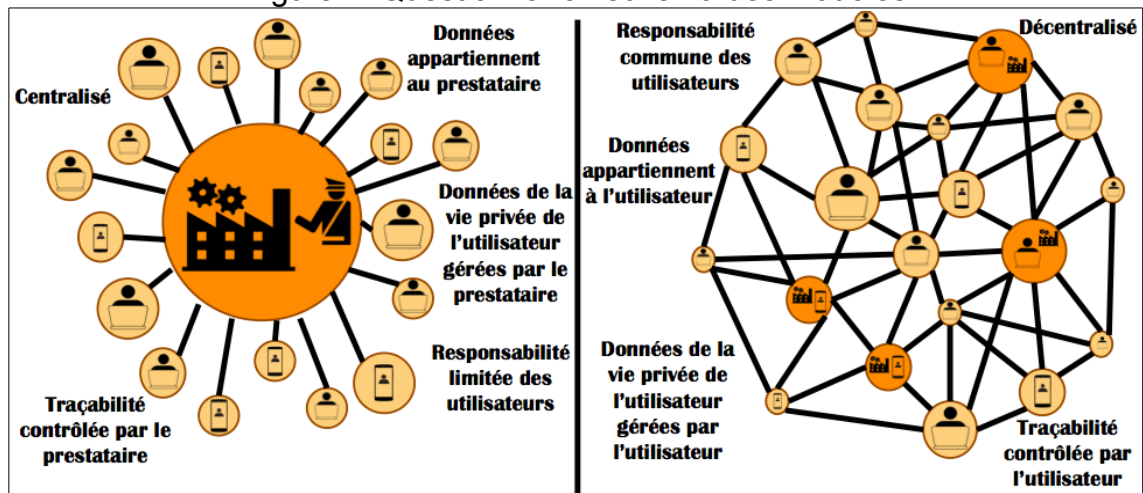 Centralisé
Données
appartiennent
au prestataire
Données de la
vie privée de
l'utilisateur
gérées par le
prestataire
Responsabilité
limitée des
utilisateurs
Traçabilité
contrôlée par le
prestataire
Responsabilité
commune des
utilisateurs
Décentralisé
Données
appartiennent
à l'utilisateur
Données de la
vie privée de
l'utilisateur
gérées par
l'utilisateur
Traçabilité
contrôlée par
l'utilisateur